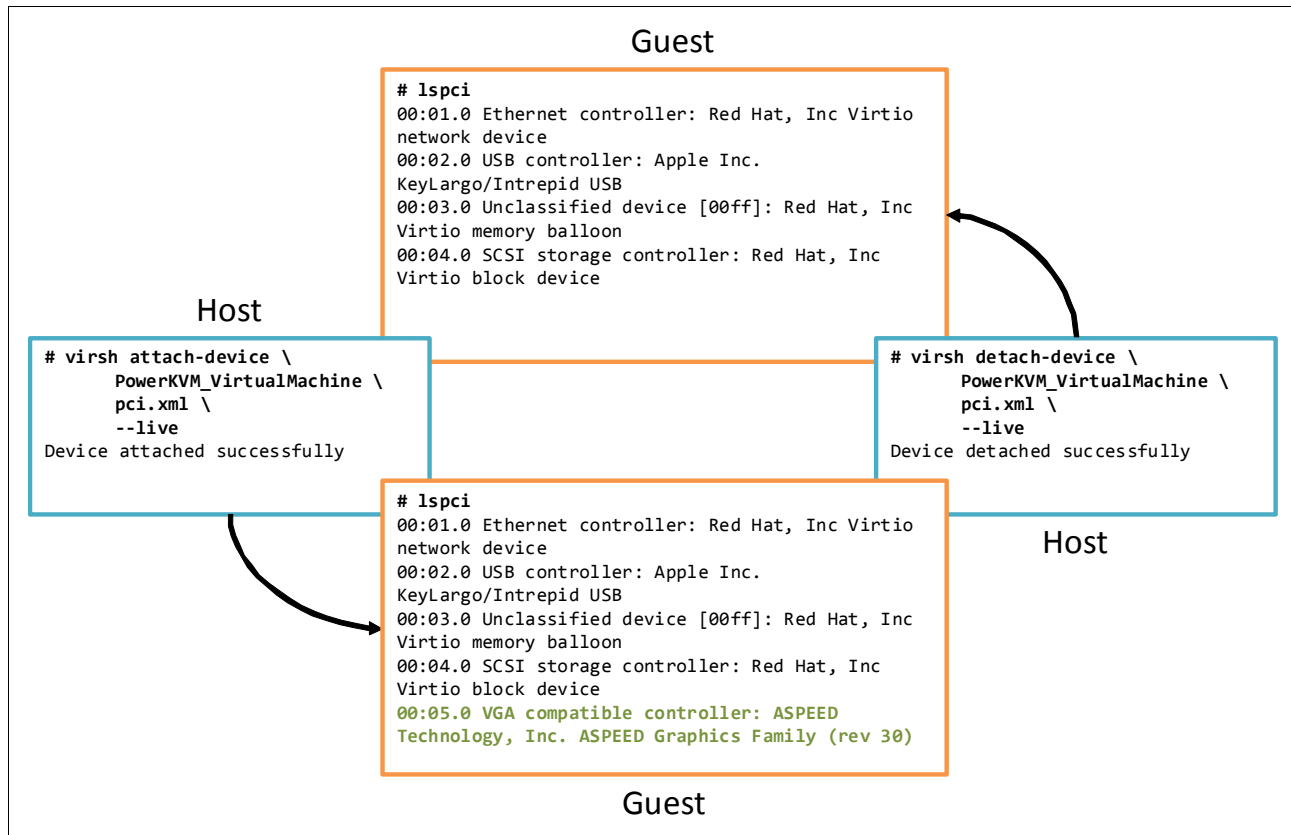 Guest
# lspci
00:01.0 Ethernet controller: Red Hat, Inc Virtio
network device
00:02.0 USB controller: Apple Inc.
KeyLargo/Intrepid USB
00:03.0 Unclassified device [00ff]: Red Hat, Inc
Virtio memory balloon
00:04.0 SCSI storage controller: Red Hat, Inc
Virtio block device
Host
# virsh attach-device \
PowerKVM_VirtualMachine \
pci.xml \
--live
Device attached successfully
# virsh detach-device \
PowerKVM_VirtualMachine \
pci.xml \
--live
Device detached successfully
Host
# lspci
00:01.0 Ethernet controller: Red Hat, Inc Virtio
network device
00:02.0 USB controller: Apple Inc.
KeyLargo/Intrepid USB
00:03.0 Unclassified device [00ff]: Red Hat, Inc
Virtio memory balloon
00:04.0 SCSI storage controller: Red Hat, Inc
Virtio block device
00:05.0 VGA compatible controller: ASPEED
Technology, Inc. ASPEED Graphics Family (rev 30)
Guest